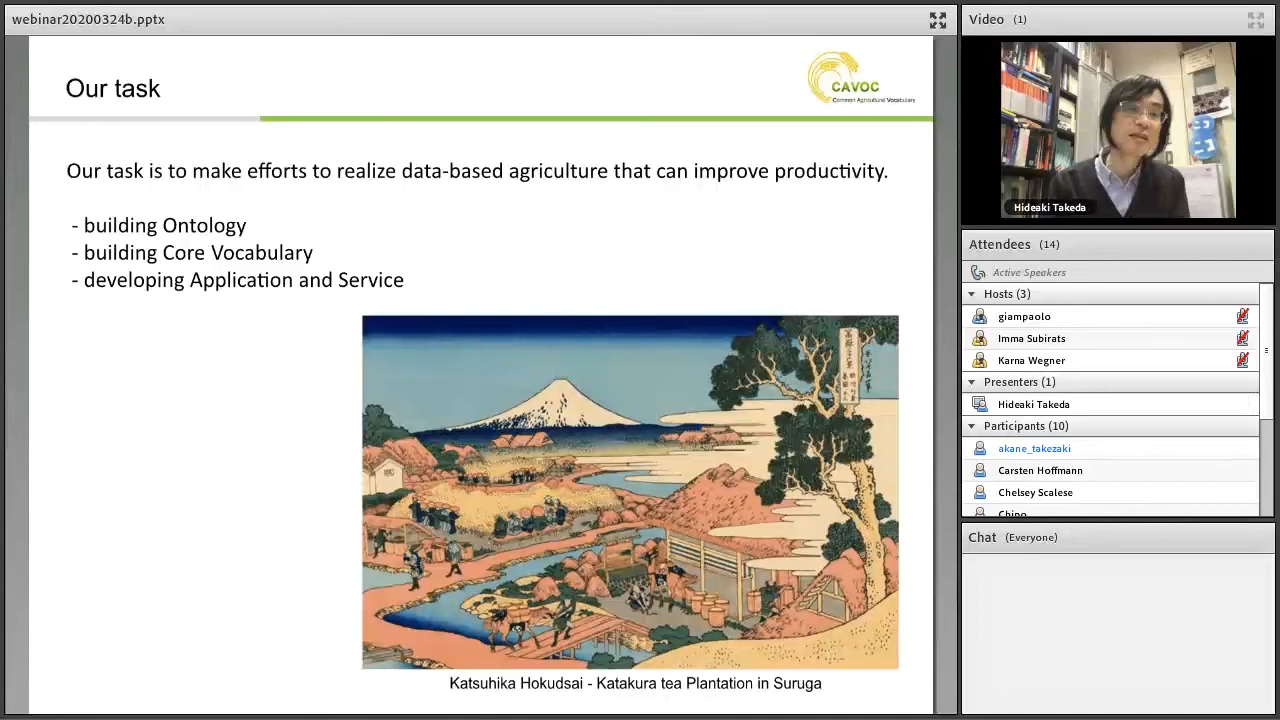 webinar20200324b.pptx
Our task
CAVOC
Common Agricultural Vocabulary
Our task is to make efforts to realize data-based agriculture that can improve productivity.
- building Ontology
- building Core Vocabulary
- developing Application and Service
Katsuhika Hokudsai - Katakura tea Plantation in Suruga
Video (1)
Hideaki Takeda
Attendees (14)
Active Speakers
Hosts (3)
giampaolo
Imma Subirats
Karna Wegner
Presenters (1)
Hideaki Takeda
Participants (10)
akane_takezaki
Carsten Hoffmann
Chelsey Scalese
Chipo
Chat (Everyone)